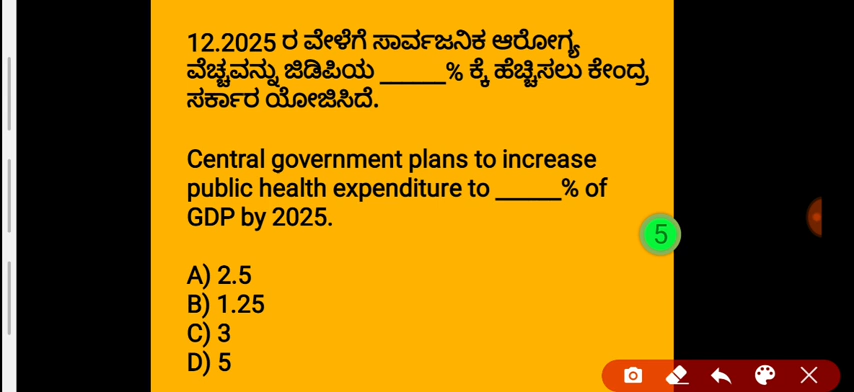 12.2025 ರ ವೇಳೆಗೆ ಸಾರ್ವಜನಿಕ ಆರೋಗ್ಯ
ವೆಚ್ಚವನ್ನು ಜಿಡಿಪಿಯ ______% ಕ್ಕೆ ಹೆಚ್ಚಿಸಲು ಕೇಂದ್ರ
ಸರ್ಕಾರ ಯೋಜಿಸಿದೆ.
Central government plans to increase
public health expenditure to ______% of
GDP by 2025.
5
A) 2.5
B) 1.25
C) 3
D) 5